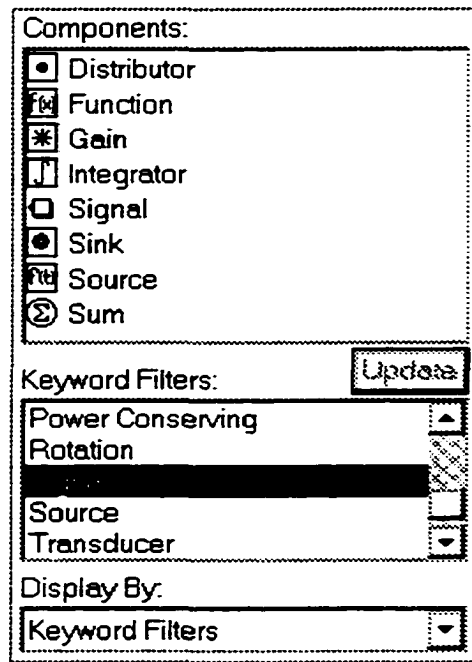 Components:
Distributor
f(x) Function
Gain
∫ Integrator
Signal
Sink
f(t) Source
Σ Sum
Update
Keyword Filters:
Power Conserving
Rotation
Source
Transducer
Display By:
Keyword Filters